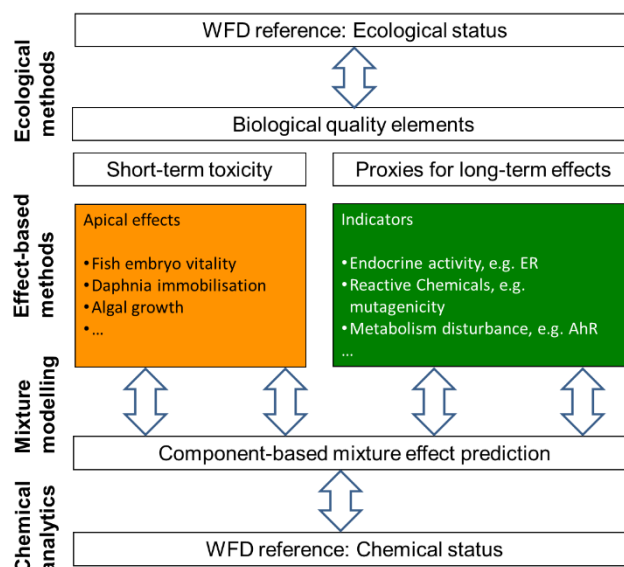 Ecological
methods
WFD reference: Ecological status
Biological quality elements
Effect-based
methods
Short-term toxicity
Proxies for long-term effects
Apical effects
•Fish embryo vitality
•Daphnia immobilisation
•Algal growth
•...
Indicators
•Endocrine activity, e.g. ER
•Reactive Chemicals, e.g.
mutagenicity
•Metabolism disturbance, e.g. AhR
...
Mixture
modelling
Component-based mixture effect prediction
Chemical
analytics
WFD reference: Chemical status